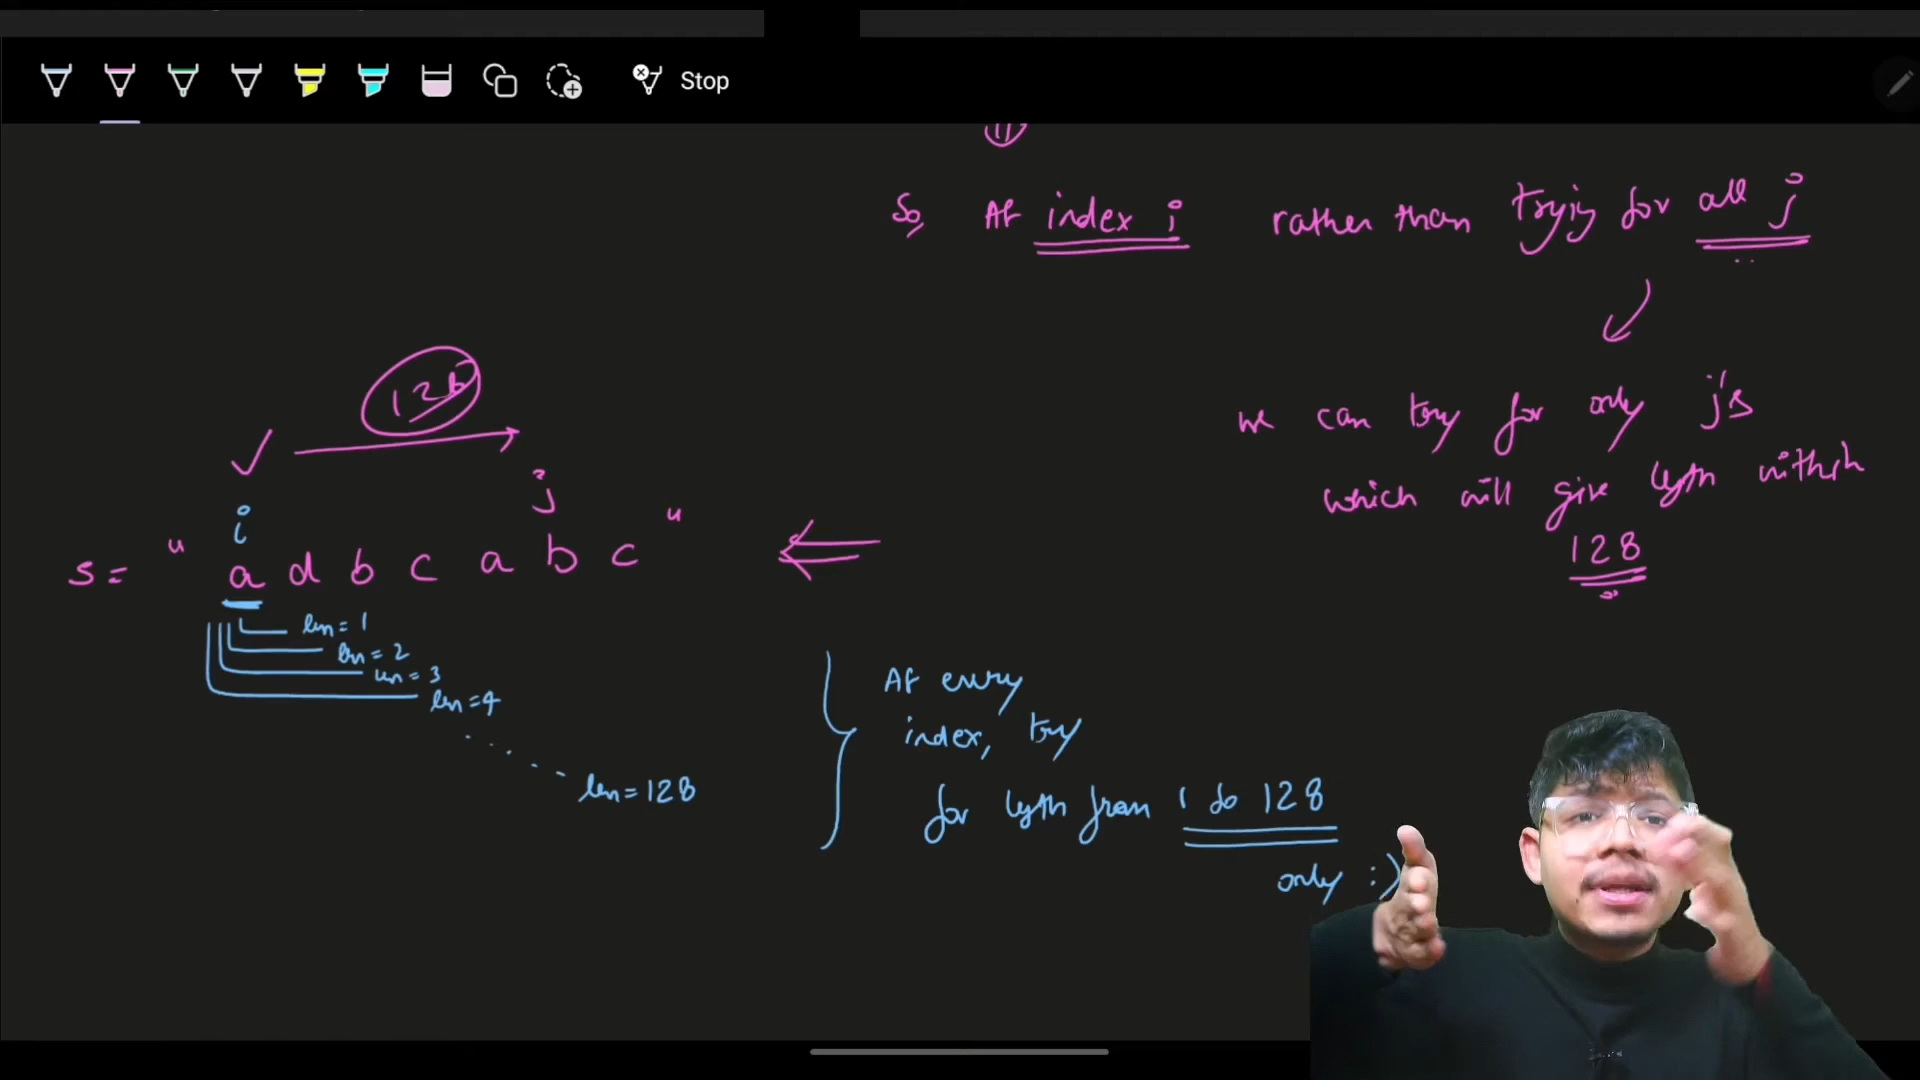 Stop
11
So, At index i rather than trying for all j
we can try for only j's
which will give length within
128
128
i
j
s = " a d b c a b c "
len = 1
len = 2
len = 3
len = 4
len = 128
At every
index, try
for length from 1 to 128
only :)